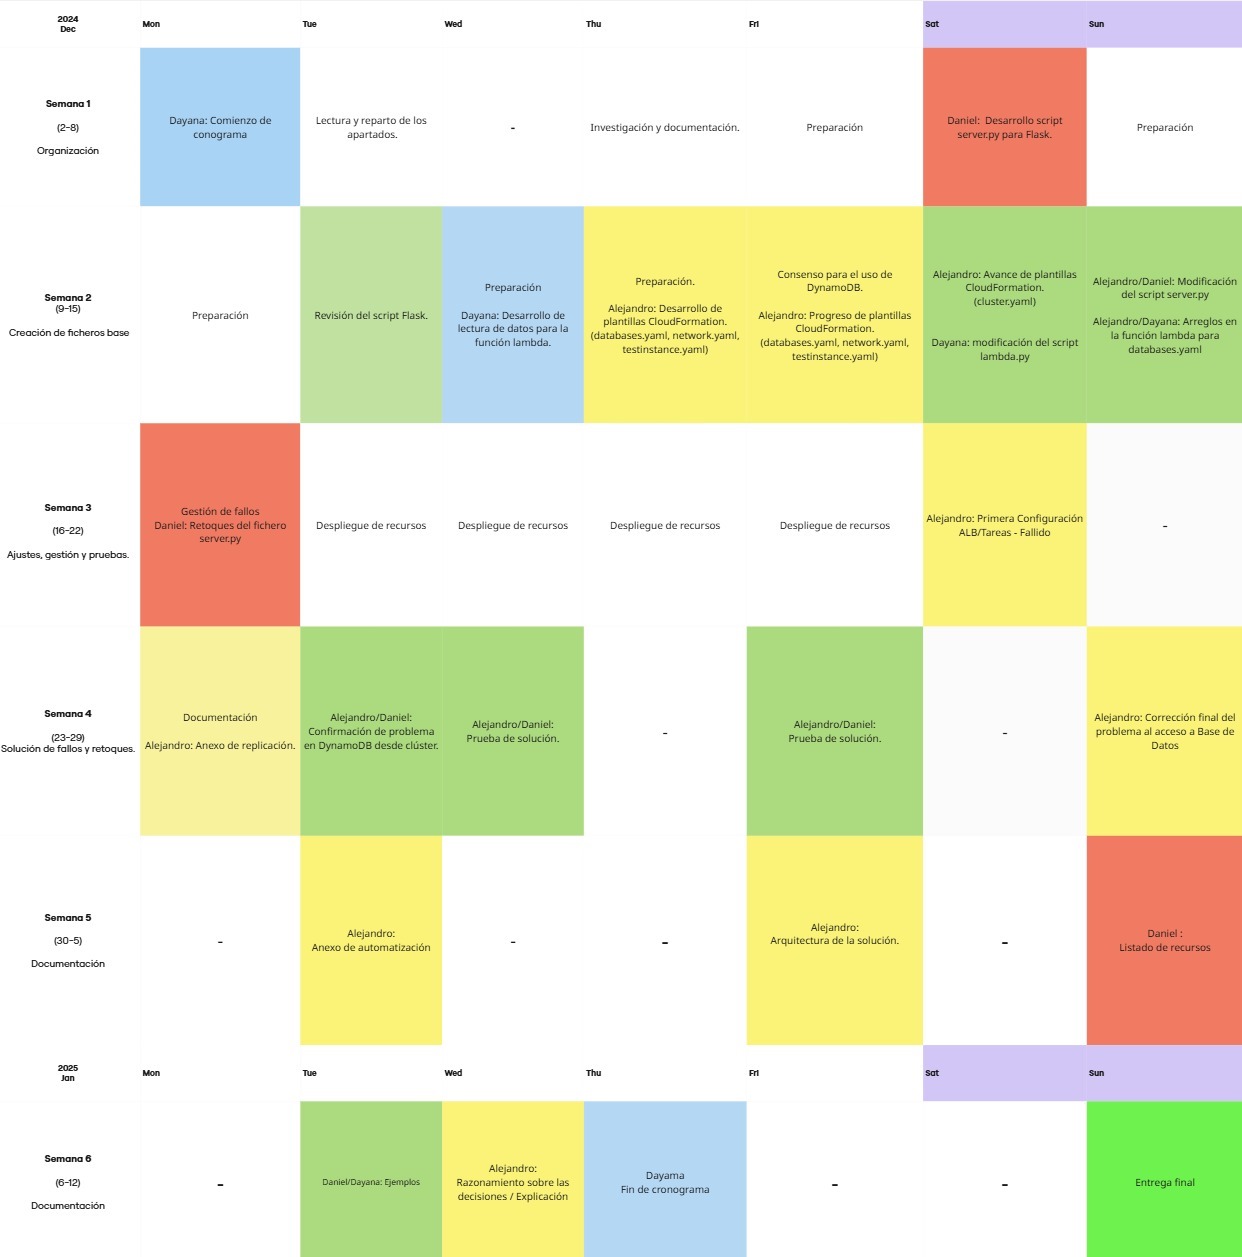 2024
Dec
Mon
Tue
Wed
Thu
Fri
Sat
Sun
Semana 1
(2-8)
Organización
Dayana: Comienzo de
conograma
Lectura y reparto de los
apartados.
-
Investigación y documentación.
Preparación
Daniel: Desarrollo script
server.py para Flask.
Preparación
Semana 2
(9-15)
Creación de ficheros base
Preparación
Revisión del script Flask.
Preparación
Dayana: Desarrollo de
lectura de datos para la
función lambda.
Preparación.
Alejandro: Desarrollo de
plantillas CloudFormation.
(databases.yaml, network.yaml,
testinstance.yaml)
Consenso para el uso de
DynamoDB.
Alejandro: Progreso de plantillas
CloudFormation.
(databases.yaml, network.yaml,
testinstance.yaml)
Alejandro: Avance de plantillas
CloudFormation.
(cluster.yaml)
Dayana: modificación del script
lambda.py
Alejandro/Daniel: Modificación
del script server.py
Alejandro/Dayana: Arreglos en
la función lambda para
databases.yaml
Semana 3
(16-22)
Ajustes, gestión y pruebas.
Gestión de fallos
Daniel: Retoques del fichero
server.py
Despliegue de recursos
Despliegue de recursos
Despliegue de recursos
Despliegue de recursos
Alejandro: Primera Configuración
ALB/Tareas - Fallido
-
Semana 4
(23-29)
Solución de fallos y retoques.
Documentación
Alejandro: Anexo de replicación.
Alejandro/Daniel:
Confirmación de problema
en DynamoDB desde clúster.
Alejandro/Daniel:
Prueba de solución.
-
Alejandro/Daniel:
Prueba de solución.
-
Alejandro: Corrección final del
problema al acceso a Base de
Datos
Semana 5
(30-5)
Documentación
-
Alejandro:
Anexo de automatización
-
-
Alejandro:
Arquitectura de la solución.
-
Daniel :
Listado de recursos
2025
Jan
Mon
Tue
Wed
Thu
Fri
Sat
Sun
Semana 6
(6-12)
Documentación
-
Daniel/Dayana: Ejemplos
Alejandro:
Razonamiento sobre las
decisiones / Explicación
Dayama
Fin de cronograma
-
-
Entrega final